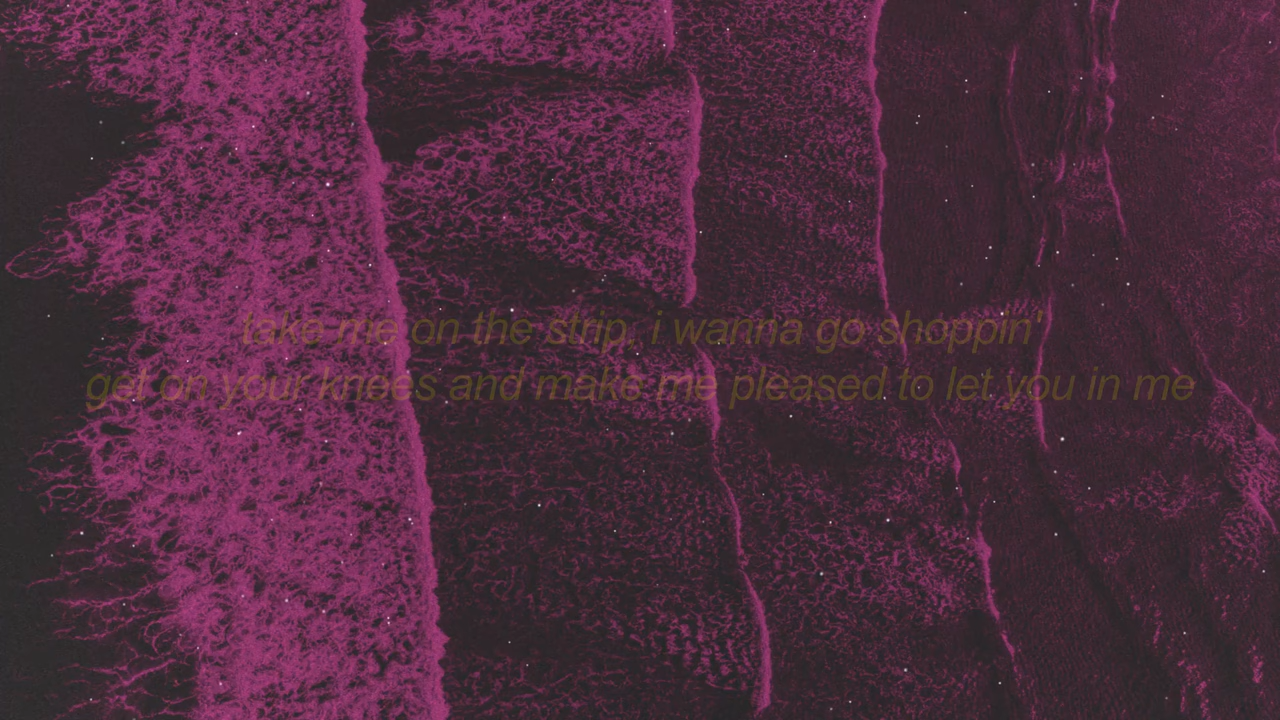 take me on the strip, i wanna go shoppin'
get on your knees and make me pleased to let you in me